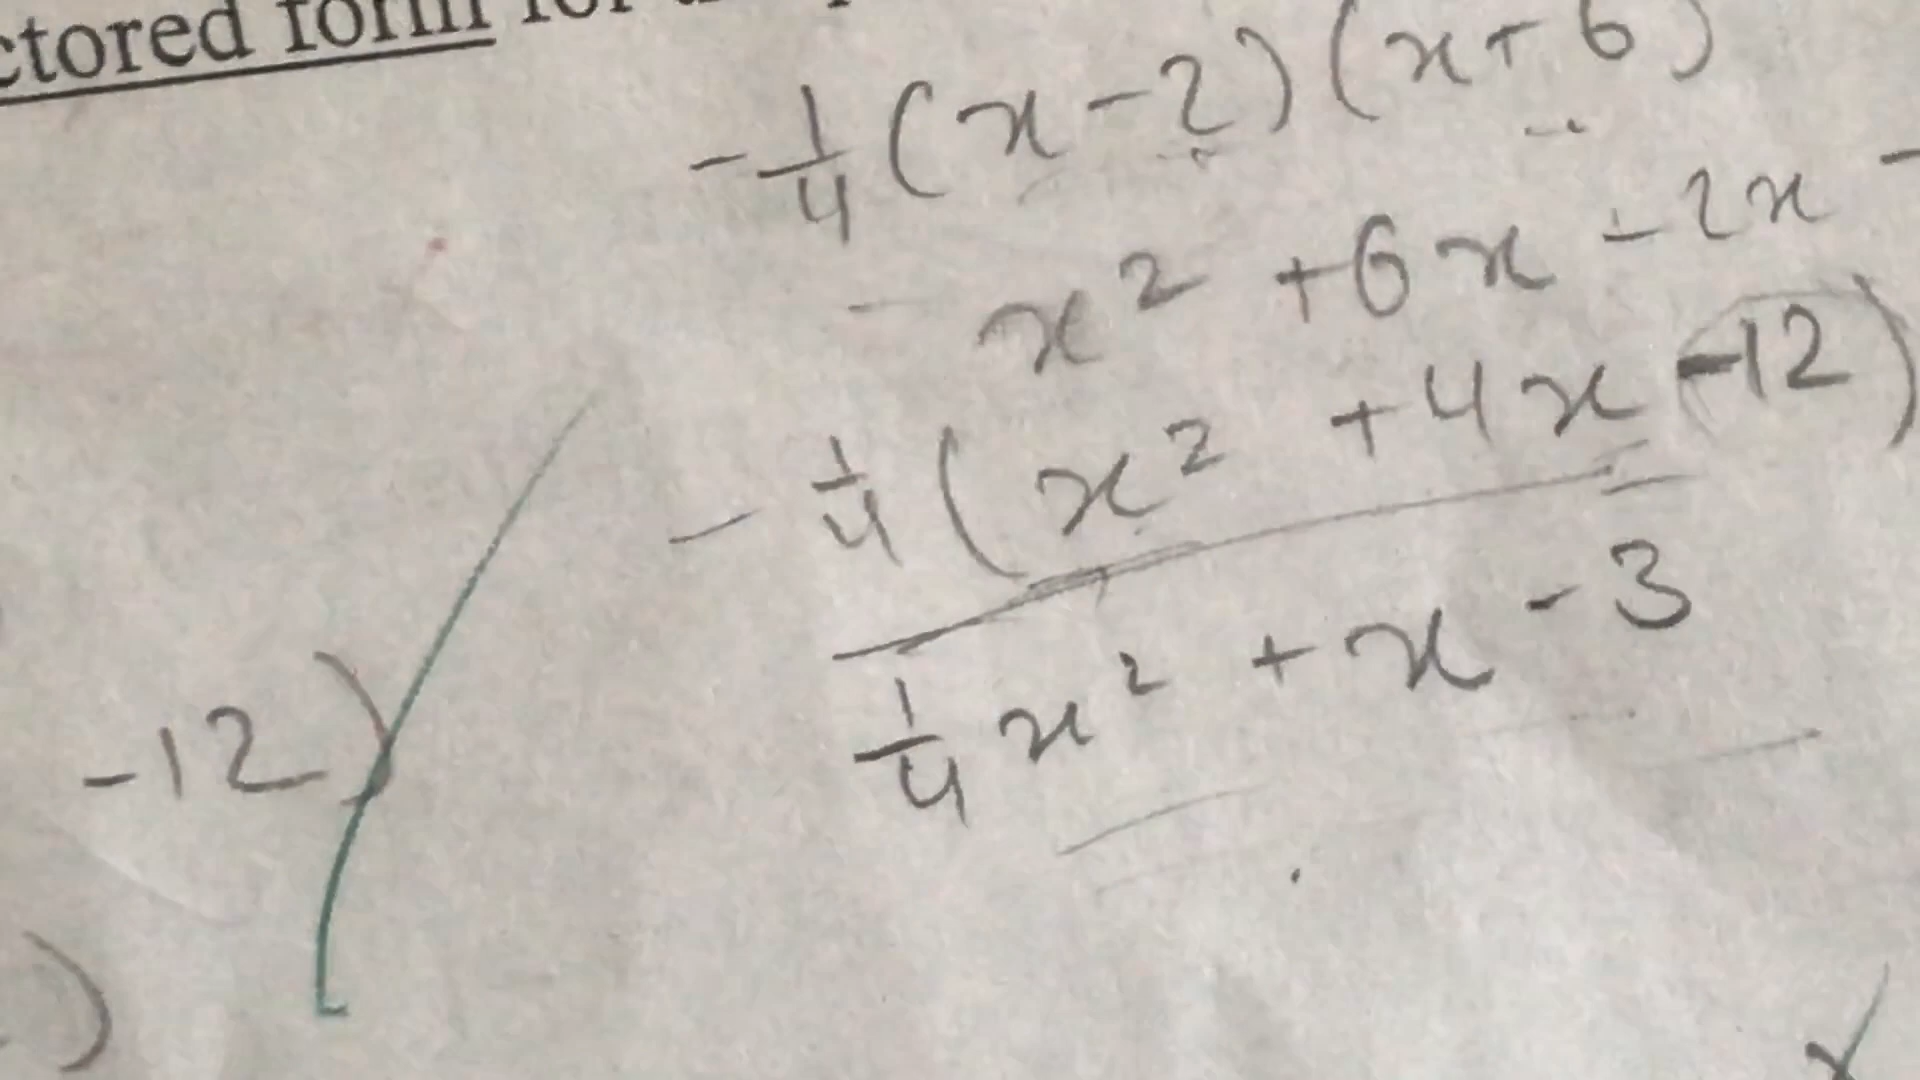 ctored form for
-1/4 (x-2)(x+6)
- x² +6x -2x -
-1/4 (x² +4x -12)
1/4 x² + x - 3
-12)
)